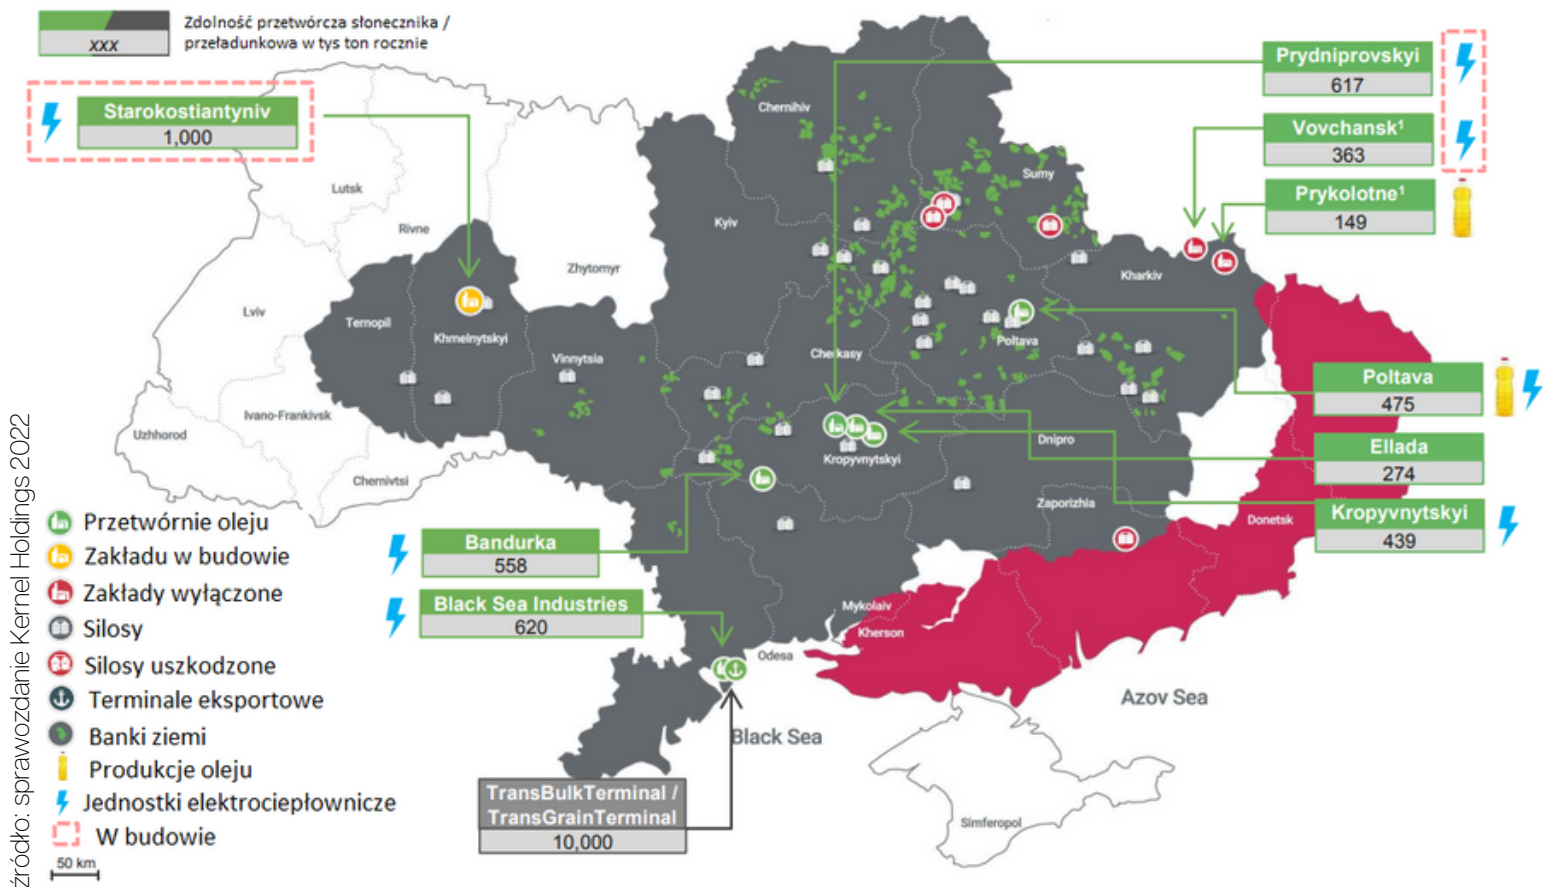 xxx
Zdolność przetwórcza słonecznika /
przeładunkowa w tys ton rocznie
Starokostiantyniv
1,000
Prydniprovskyi
617
Vovchansk¹
363
Prykolotne¹
149
Poltava
475
Ellada
274
Kropyvnytskyi
439
Bandurka
558
Black Sea Industries
620
TransBulkTerminal /
TransGrainTerminal
10,000
Chernihiv
Sumy
Lutsk
Rivne
Kyiv
Zhytomyr
Kharkiv
Lviv
Ternopil
Khmelnytskyi
Vinnytsia
Cherkasy
Poltava
Ivano-Frankivsk
Uzhhorod
Chernivtsi
Dnipro
Kropyvnytskyi
Zaporizhia
Donetsk
Mykolaiv
Kherson
Odesa
Azov Sea
Black Sea
Simferopol
Przetwórnie oleju
Zakładu w budowie
Zakłady wyłączone
Silosy
Silosy uszkodzone
Terminale eksportowe
Banki ziemi
Produkcje oleju
Jednostki elektrociepłownicze
W budowie
50 km
źródło: sprawozdanie Kernel Holdings 2022